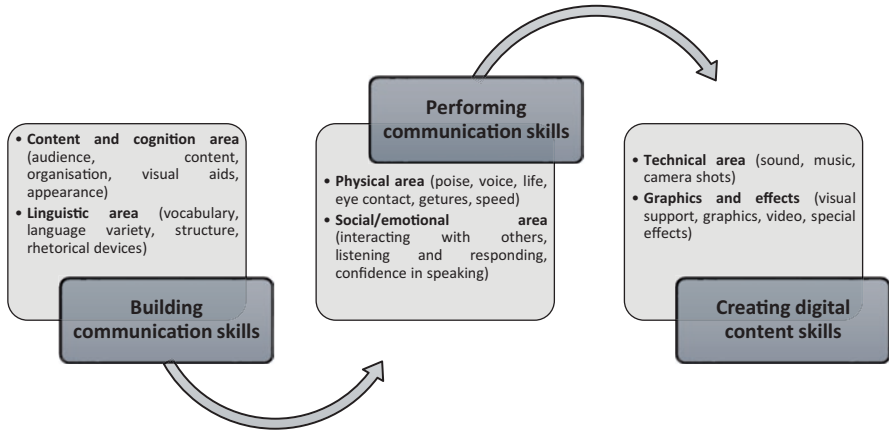 • Content and cognition area
(audience, content,
organisation, visual aids,
appearance)
• Linguistic area (vocabulary,
language variety, structure,
rhetorical devices)
Building
communication skills
Performing
communication skills
• Physical area (poise, voice, life,
eye contact, getures, speed)
• Social/emotional area
(interacting with others,
listening and responding,
confidence in speaking)
• Technical area (sound, music,
camera shots)
• Graphics and effects (visual
support, graphics, video, special
effects)
Creating digital
content skills